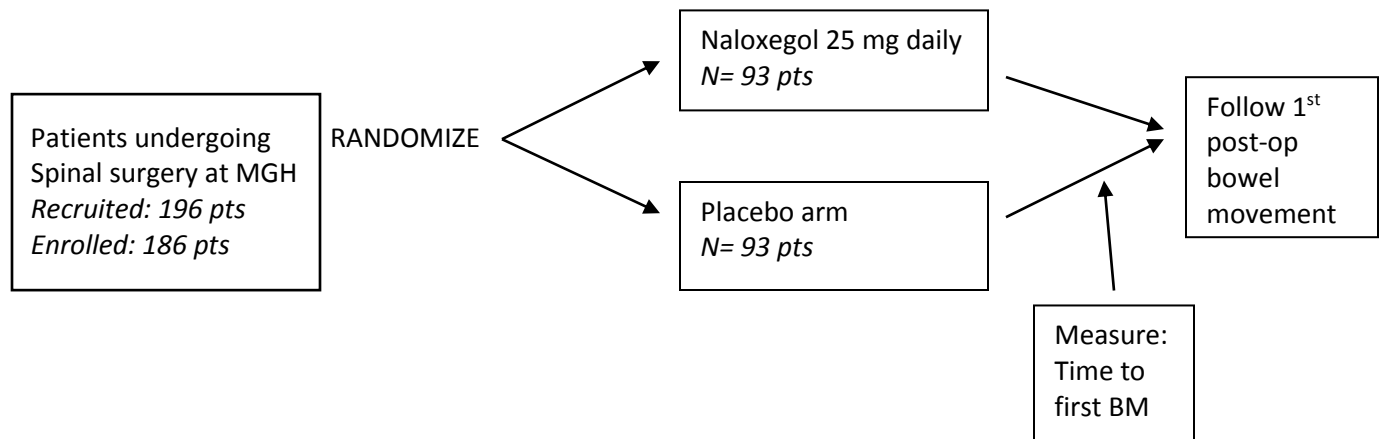 Patients undergoing
Spinal surgery at MGH
Recruited: 196 pts
Enrolled: 186 pts
RANDOMIZE
Naloxegol 25 mg daily
N= 93 pts
Placebo arm
N= 93 pts
Follow 1st
post-op
bowel
movement
Measure:
Time to
first BM